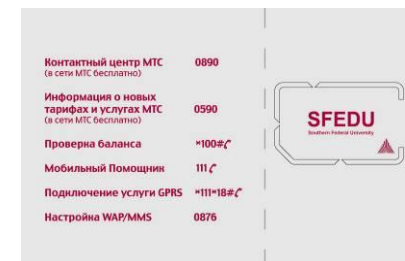 Контактный центр МТС 0890
(в сети МТС бесплатно)
Информация о новых
тарифах и услугах МТС 0590
(в сети МТС бесплатно)
Проверка баланса *100#
Мобильный Помощник 111
Подключение услуги GPRS *111*18#
Настройка WAP/MMS 0876
SFEDU
Southern Federal University